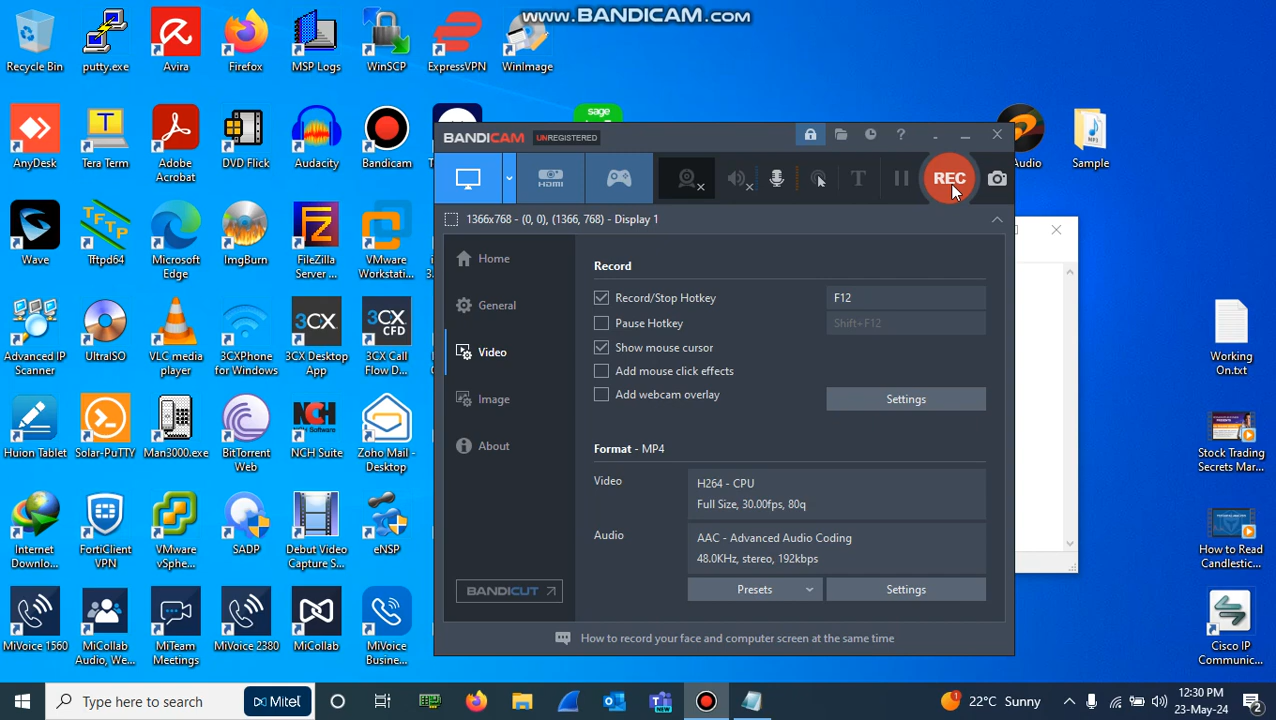 www.BANDICAM.com
Recycle Bin
putty.exe
Avira
Firefox
MSP Logs
WinSCP
ExpressVPN
WinImage
AnyDesk
Tera Term
Adobe
Acrobat
DVD Flick
Audacity
Bandicam
sage
Audio
Sample
Wave
Tftpd64
Microsoft
Edge
ImgBurn
FileZilla
Server ...
VMware
Workstati...
Advanced IP
Scanner
UltraISO
VLC media
player
3CXPhone
for Windows
3CX Desktop
App
3CX Call
Flow D...
Huion Tablet
Solar-PuTTY
Man3000.exe
BitTorrent
Web
NCH Suite
Zoho Mail -
Desktop
Internet
Downlo...
FortiClient
VPN
VMware
vSphe...
SADP
Debut Video
Capture S...
eNSP
MiVoice 1560
MiCollab
Audio, We...
MiTeam
Meetings
MiVoice 2380
MiCollab
MiVoice
Busine...
Working
On.txt
Stock Trading
Secrets Mar...
How to Read
Candlestic...
Cisco IP
Communic...
BANDICAM UNREGISTERED
HDMI
REC
1366x768 - (0, 0), (1366, 768) - Display 1
Home
General
Video
Image
About
BANDICUT
Record
Record/Stop Hotkey F12
Pause Hotkey Shift+F12
Show mouse cursor
Add mouse click effects
Add webcam overlay Settings
Format - MP4
Video
H264 - CPU
Full Size, 30.00fps, 80q
Audio
AAC - Advanced Audio Coding
48.0KHz, stereo, 192kbps
Presets Settings
How to record your face and computer screen at the same time
Type here to search
Mitel
22°C Sunny
12:30 PM
23-May-24